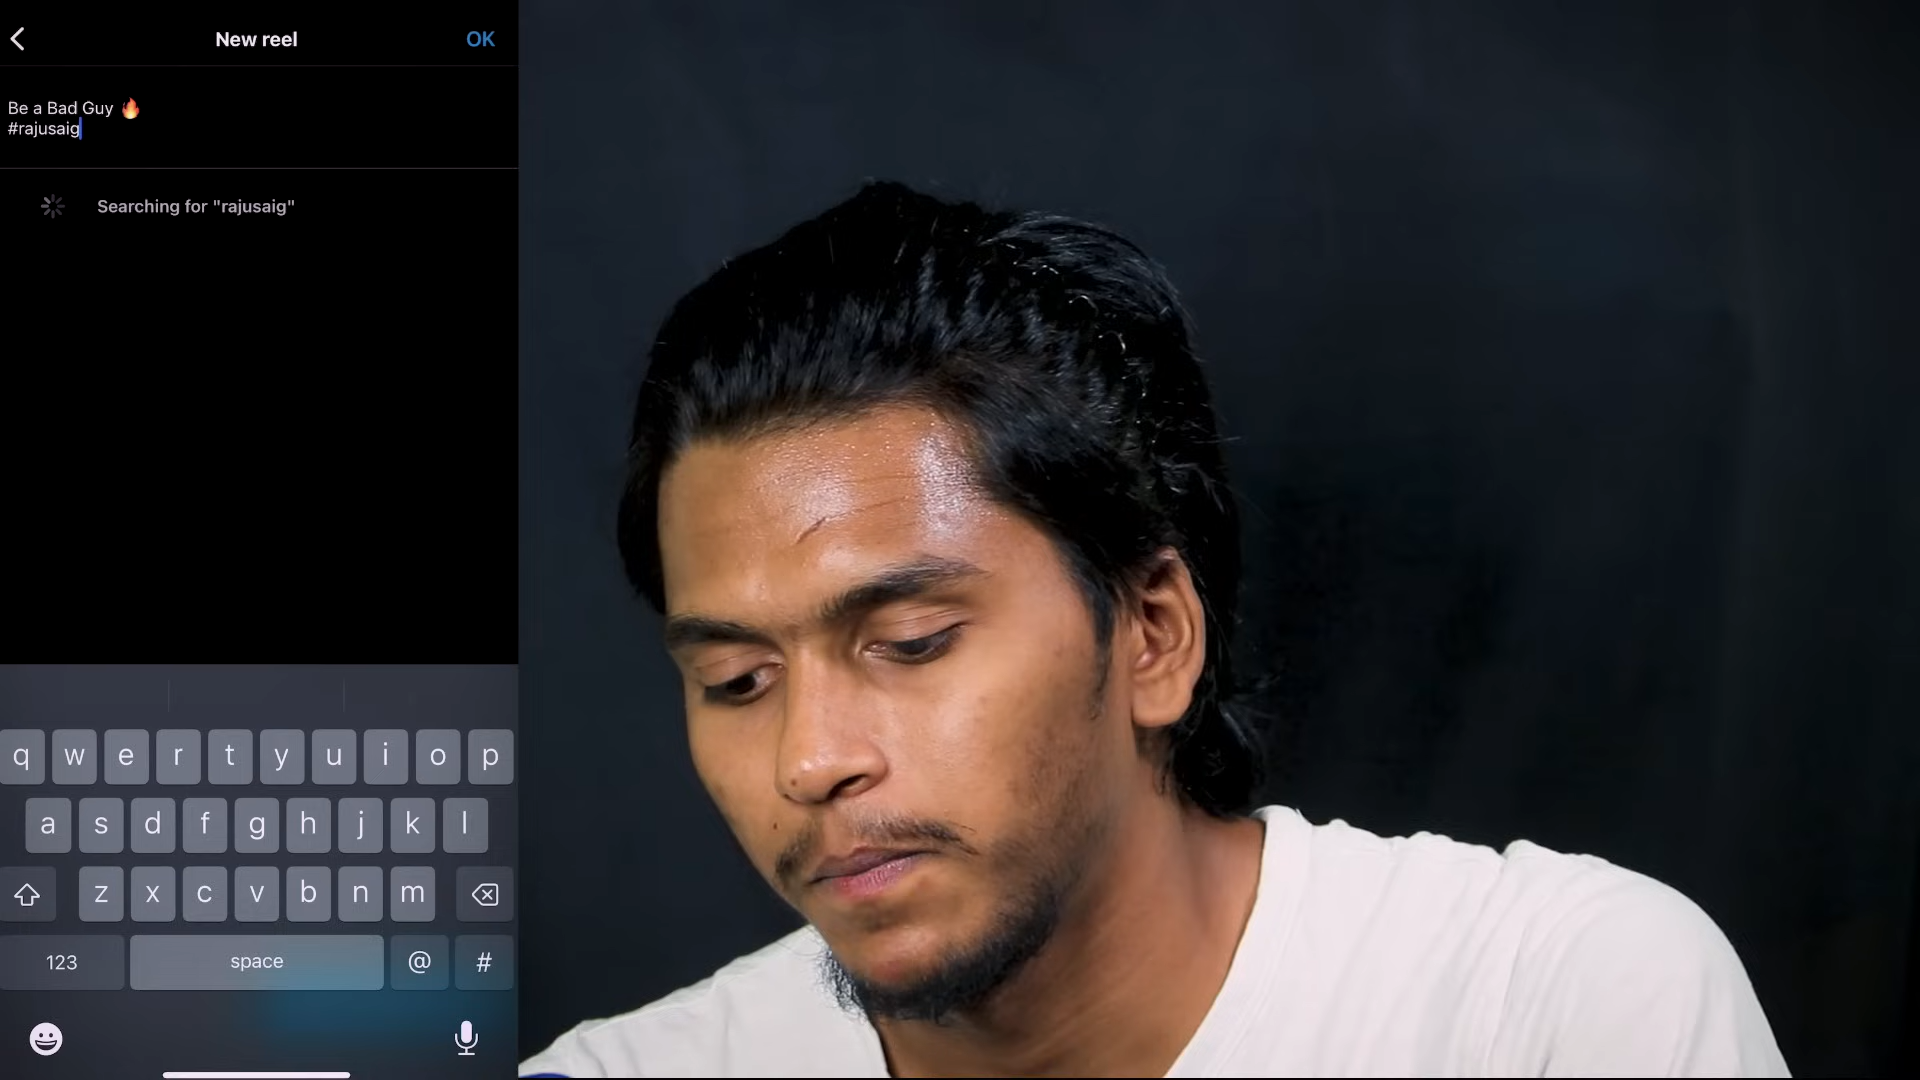 New reel
OK
Be a Bad Guy 🔥
#rajusaig
Searching for "rajusaig"
q w e r t y u i o p
a s d f g h j k l
z x c v b n m
123 space @ #